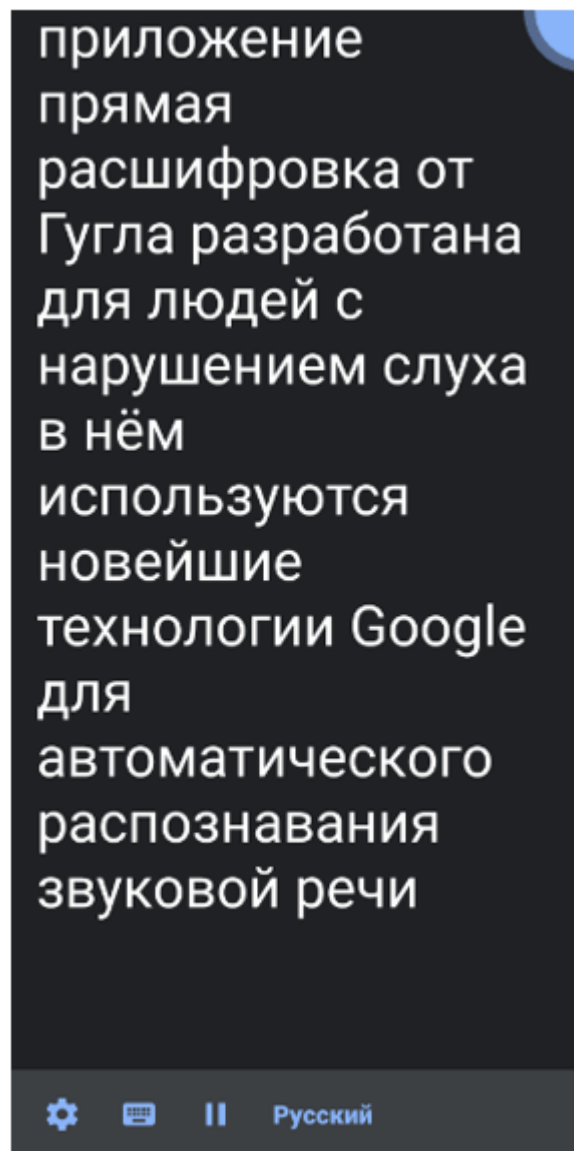 приложение
прямая
расшифровка от
Гугла разработана
для людей с
нарушением слуха
в нём
используются
новейшие
технологии Google
для
автоматического
распознавания
звуковой речи
Русский